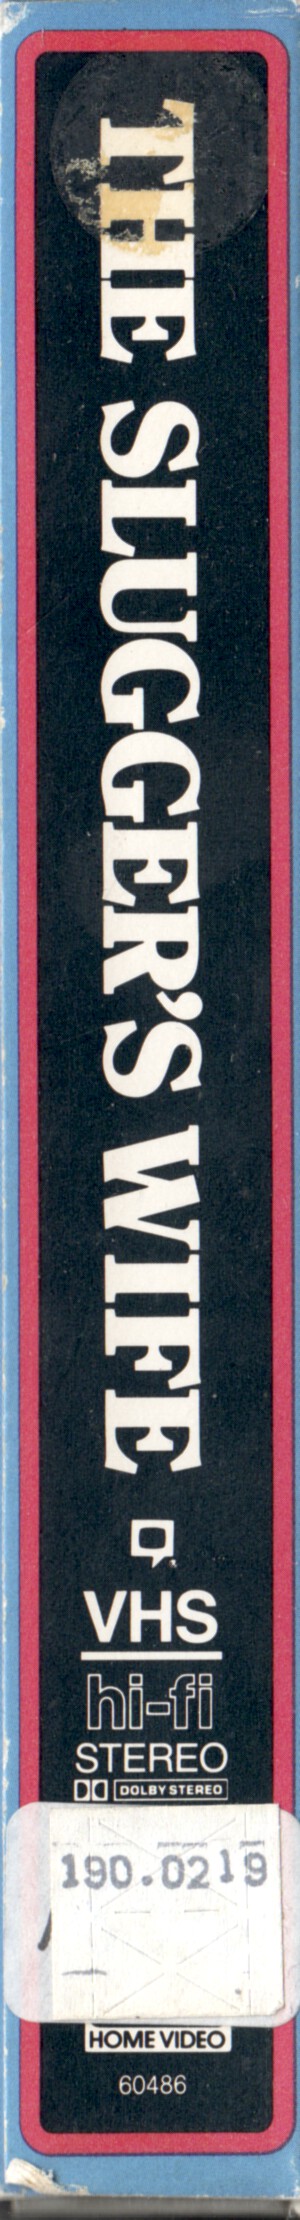 THE SLUGGER'S WIFE
VHS
hi-fi
STEREO
DOLBY STEREO
190.0219
HOME VIDEO
60486